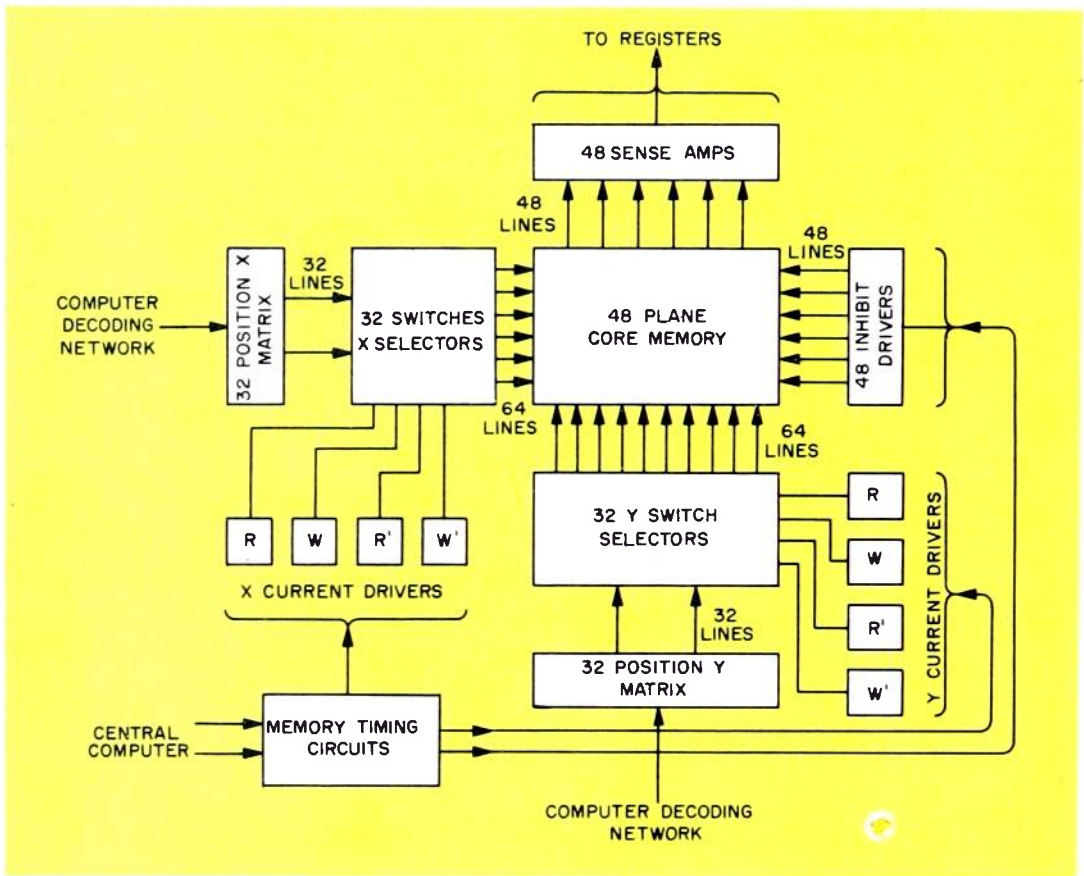 TO REGISTERS
48 SENSE AMPS
48
LINES
48
LINES
32 POSITION X
MATRIX
32
LINES
COMPUTER
DECODING
NETWORK
32 SWITCHES
X SELECTORS
48 PLANE
CORE MEMORY
48 INHIBIT
DRIVERS
64
LINES
64
LINES
R
W
R'
W'
X CURRENT DRIVERS
32 Y SWITCH
SELECTORS
R
W
R'
W'
Y CURRENT DRIVERS
32
LINES
32 POSITION Y
MATRIX
CENTRAL
COMPUTER
MEMORY TIMING
CIRCUITS
COMPUTER DECODING
NETWORK